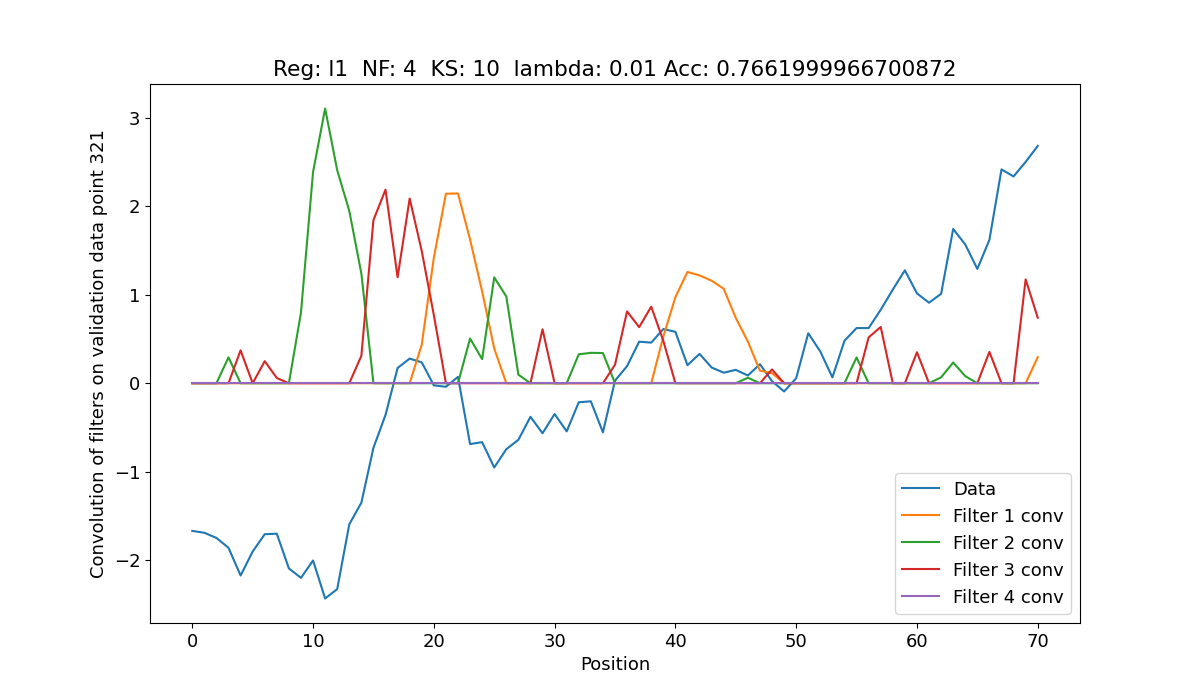 Reg: l1  NF: 4  KS: 10  lambda: 0.01 Acc: 0.7661999966700872
Convolution of filters on validation data point 321
3
2
1
0
−1
−2
0 10 20 30 40 50 60 70
Position
Data
Filter 1 conv
Filter 2 conv
Filter 3 conv
Filter 4 conv